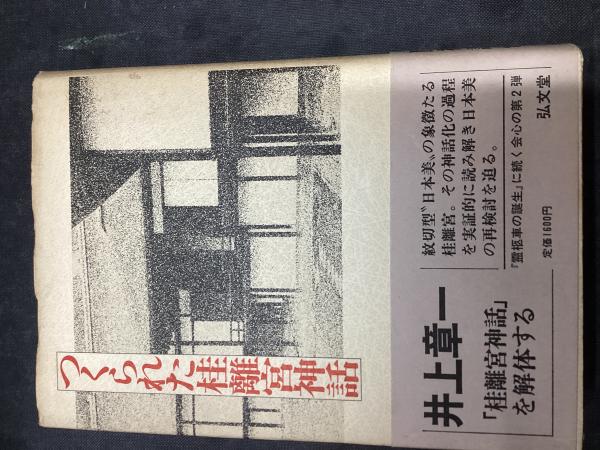 つくられた桂離宮神話
紋切型〝日本美〟の象徴たる
桂離宮。その神話化の過程
を実証的に読み解き日本美
の再検討を迫る。
『霊柩車の誕生』に続く会心の第2弾
定価1600円
弘文堂
井上章一
「桂離宮神話」
を解体する